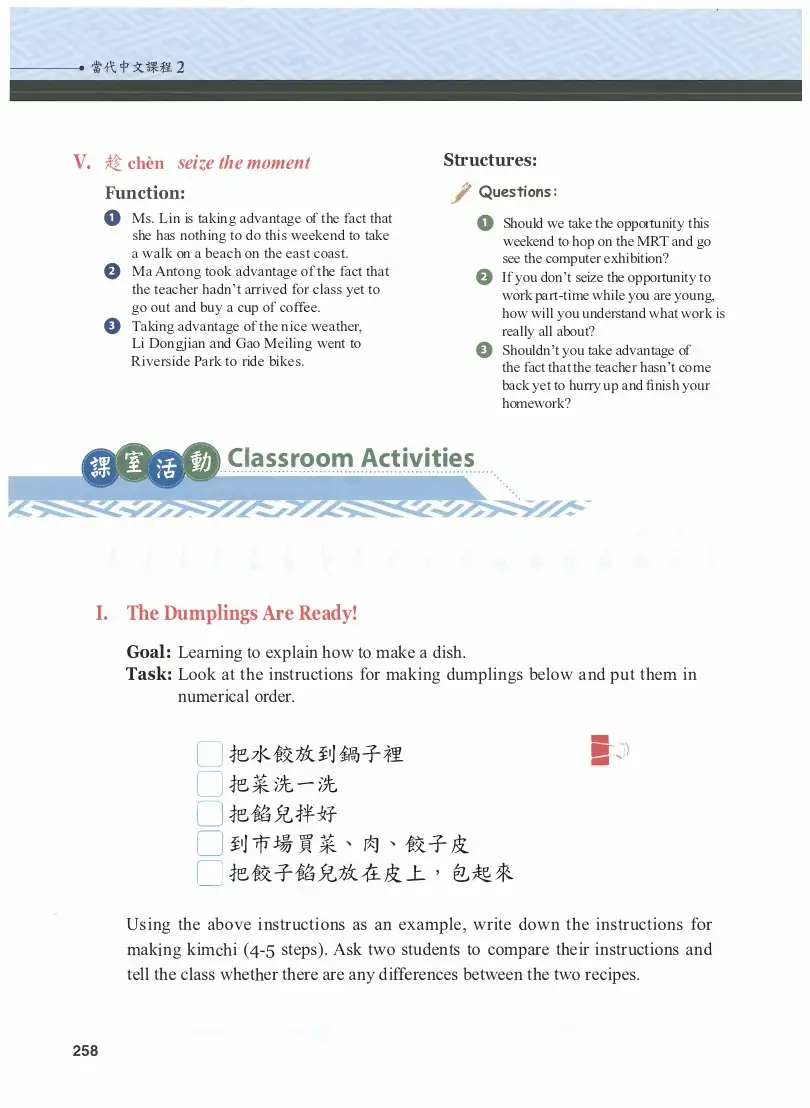 當代中文課程 2
V. 趁 chèn seize the moment
Function:
1 Ms. Lin is taking advantage of the fact that
she has nothing to do this weekend to take
a walk on a beach on the east coast.
2 Ma Antong took advantage of the fact that
the teacher hadn't arrived for class yet to
go out and buy a cup of coffee.
3 Taking advantage of the nice weather,
Li Dongjian and Gao Meiling went to
Riverside Park to ride bikes.
Structures:
Questions:
1 Should we take the opportunity this
weekend to hop on the MRT and go
see the computer exhibition?
2 If you don't seize the opportunity to
work part-time while you are young,
how will you understand what work is
really all about?
3 Shouldn't you take advantage of
the fact that the teacher hasn't come
back yet to hurry up and finish your
homework?
課室活動 Classroom Activities
I. The Dumplings Are Ready!
Goal: Learning to explain how to make a dish.
Task: Look at the instructions for making dumplings below and put them in
numerical order.
把水餃放到鍋子裡
把菜洗一洗
把餡兒拌好
到市場買菜、肉、餃子皮
把餃子餡兒放在皮上，包起來
Using the above instructions as an example, write down the instructions for
making kimchi (4-5 steps). Ask two students to compare their instructions and
tell the class whether there are any differences between the two recipes.
258